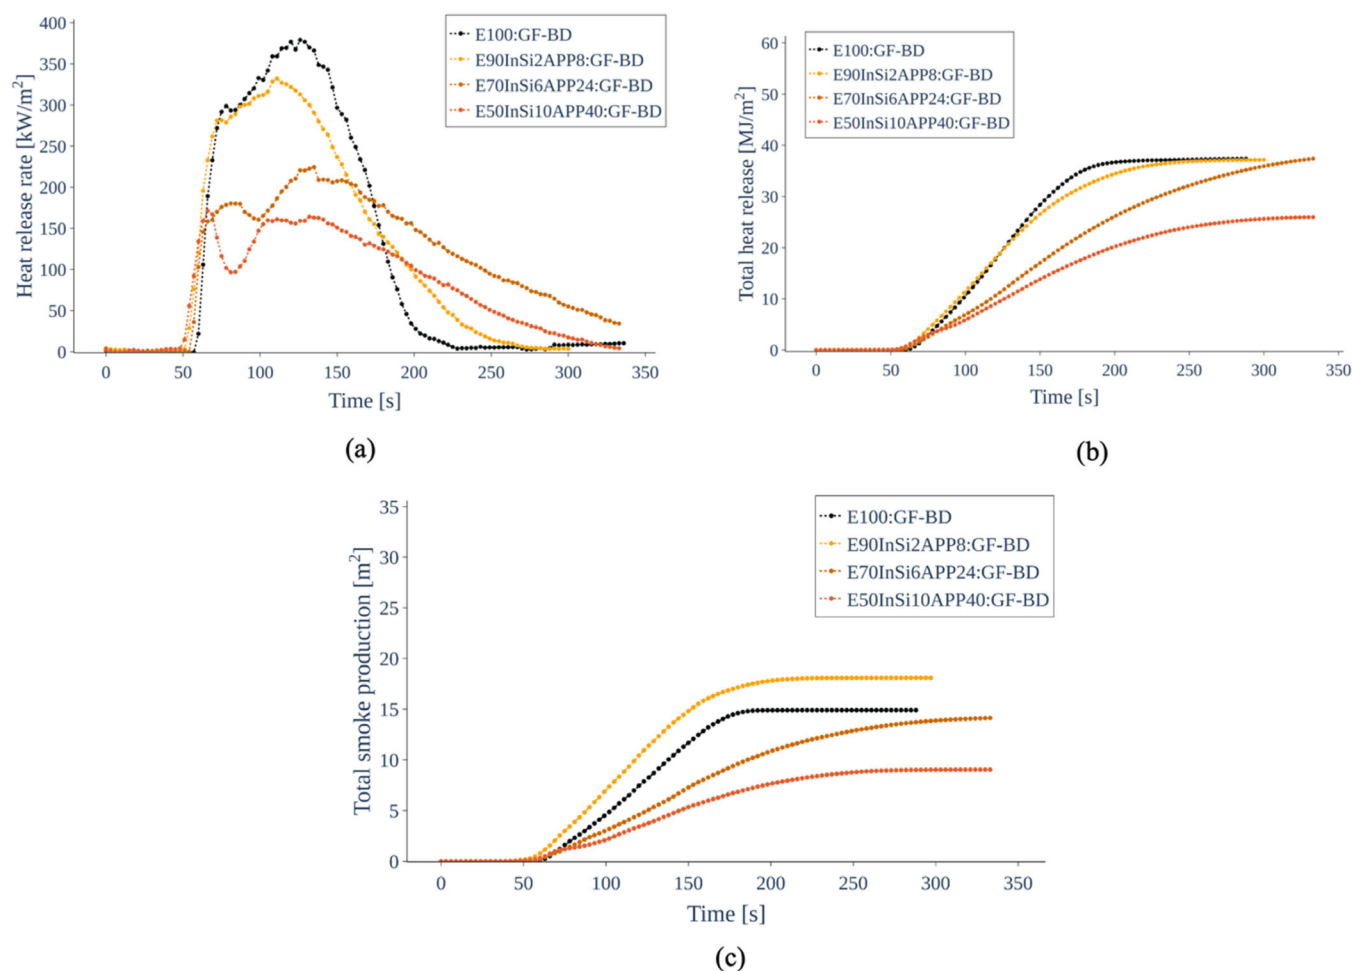 400
350
300
250
200
150
100
50
0
Heat release rate [kW/m²]
0 50 100 150 200 250 300 350
Time [s]
E100:GF-BD
E90InSi2APP8:GF-BD
E70InSi6APP24:GF-BD
E50InSi10APP40:GF-BD
(a)
60
50
40
30
20
10
0
Total heat release [MJ/m²]
0 50 100 150 200 250 300 350
Time [s]
E100:GF-BD
E90InSi2APP8:GF-BD
E70InSi6APP24:GF-BD
E50InSi10APP40:GF-BD
(b)
35
30
25
20
15
10
5
0
Total smoke production [m²]
0 50 100 150 200 250 300 350
Time [s]
E100:GF-BD
E90InSi2APP8:GF-BD
E70InSi6APP24:GF-BD
E50InSi10APP40:GF-BD
(c)